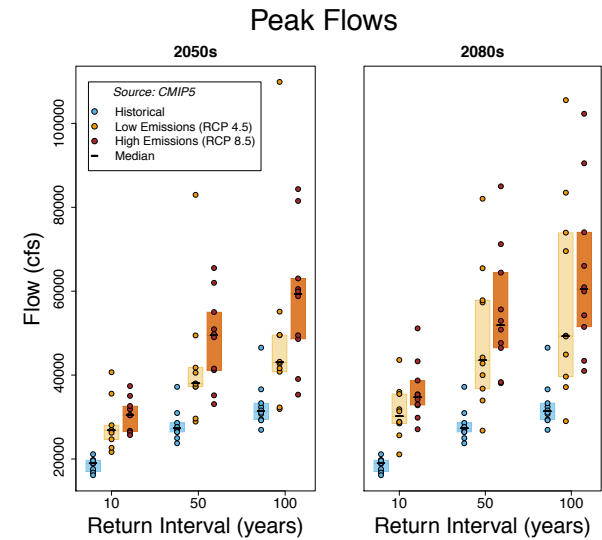 Peak Flows
2050s
2080s
Source: CMIP5
Historical
Low Emissions (RCP 4.5)
High Emissions (RCP 8.5)
Median
Flow (cfs)
100000
80000
60000
40000
20000
10 50 100
10 50 100
Return Interval (years)
Return Interval (years)